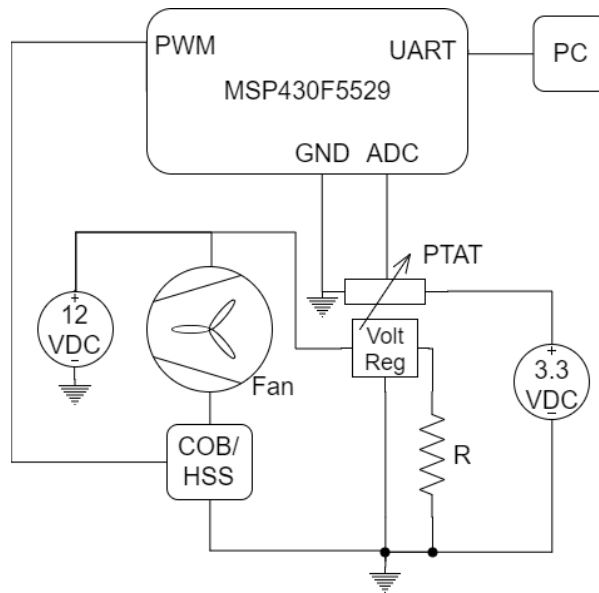 PWM
UART
PC
MSP430F5529
GND
ADC
PTAT
+
12
VDC
-
Fan
Volt
Reg
+
3.3
VDC
-
COB/
HSS
R